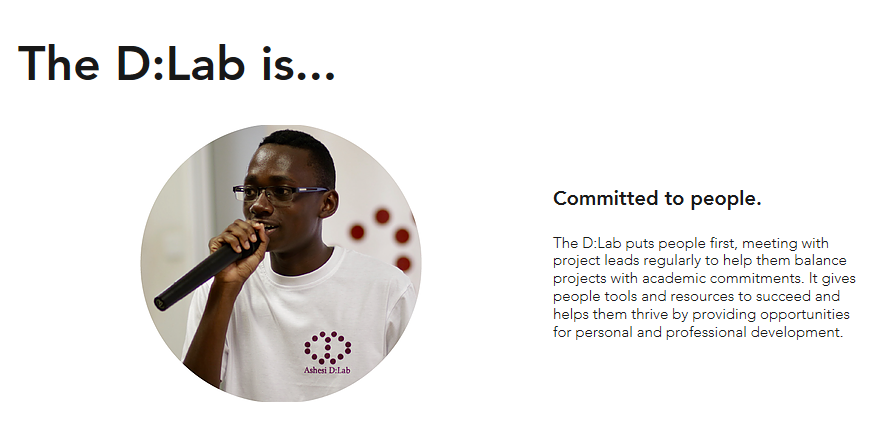 The D:Lab is...
Committed to people.
The D:Lab puts people first, meeting with
project leads regularly to help them balance
projects with academic commitments. It gives
people tools and resources to succeed and
helps them thrive by providing opportunities
for personal and professional development.
Ashesi D:Lab